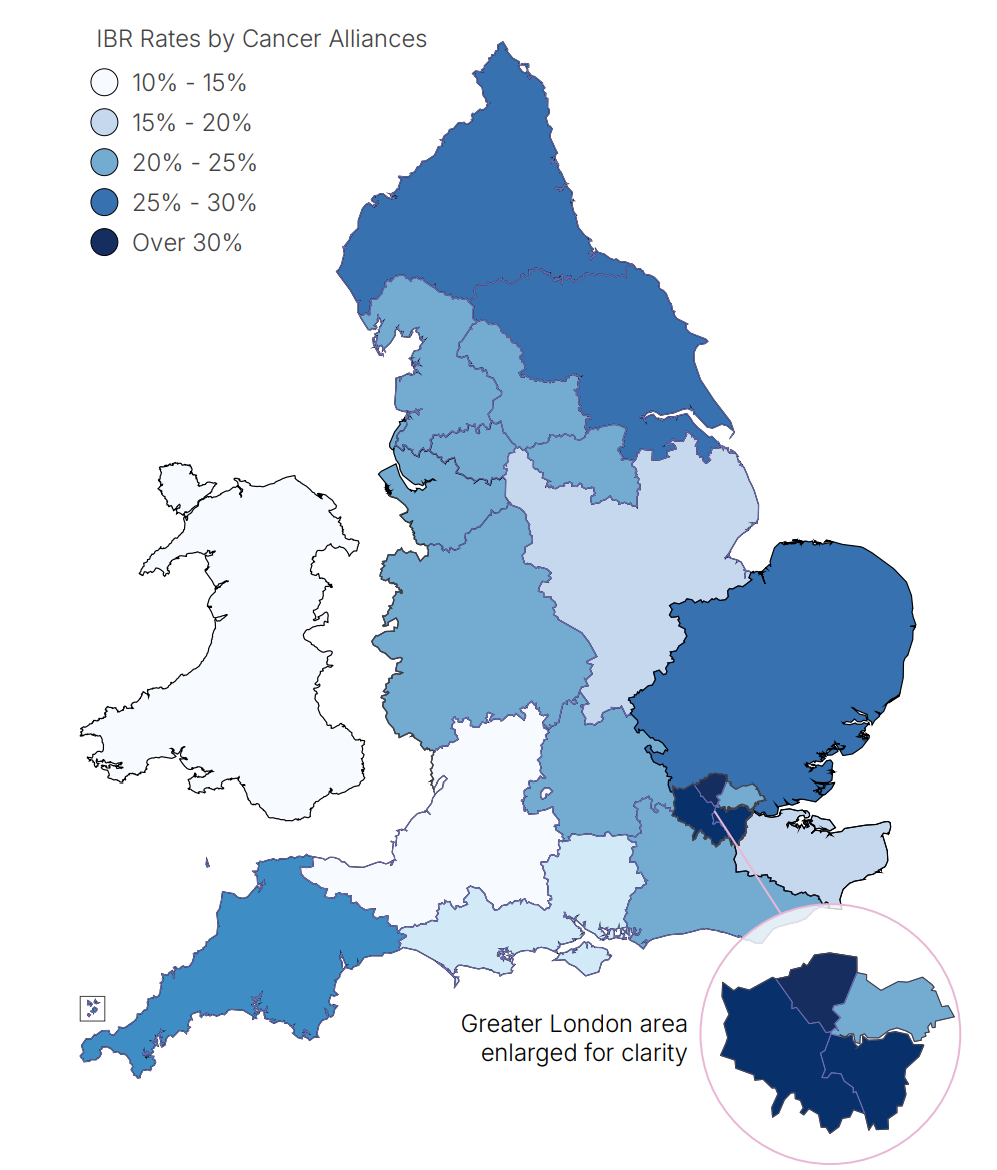 IBR Rates by Cancer Alliances
10% - 15%
15% - 20%
20% - 25%
25% - 30%
Over 30%
Greater London area
enlarged for clarity